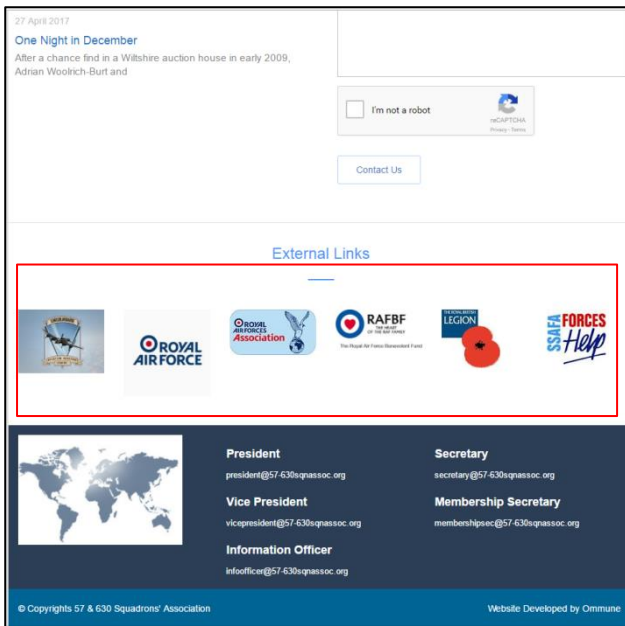 27 April 2017
One Night in December
After a chance find in a Wiltshire auction house in early 2009,
Adrian Woolrich-Burt and
I'm not a robot
reCAPTCHA
Privacy - Terms
Contact Us
External Links
ROYAL
AIR FORCE
ROYAL
AIR FORCES
Association
RAFBF
THE HEART
OF THE RAF FAMILY
The Royal Air Force Benevolent Fund
THE ROYAL BRITISH
LEGION
SSAFA
FORCES
Help
President
president@57-630sqnassoc.org
Secretary
secretary@57-630sqnassoc.org
Vice President
vicepresident@57-630sqnassoc.org
Membership Secretary
membershipsec@57-630sqnassoc.org
Information Officer
infoofficer@57-630sqnassoc.org
© Copyrights 57 & 630 Squadrons' Association
Website Developed by Ommune